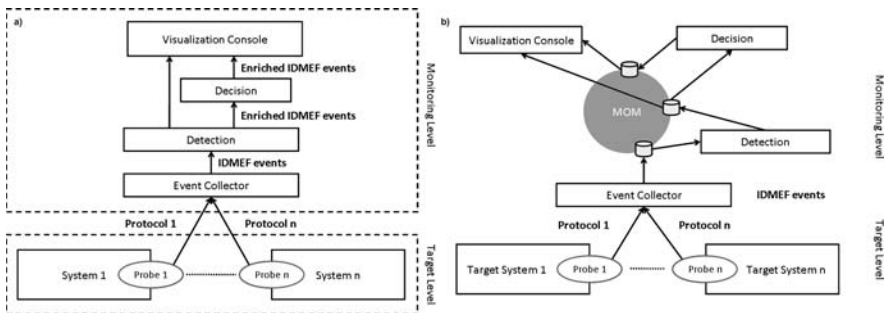 a)
Visualization Console
Enriched IDMEF events
Decision
Enriched IDMEF events
Detection
IDMEF events
Event Collector
Protocol 1
Protocol n
System 1
Probe 1
Probe n
System n
Monitoring Level
Target Level
b)
Visualization Console
Decision
MOM
Detection
Event Collector
IDMEF events
Protocol 1
Protocol n
Target System 1
Probe 1
Probe n
Target System n
Monitoring Level
Target Level